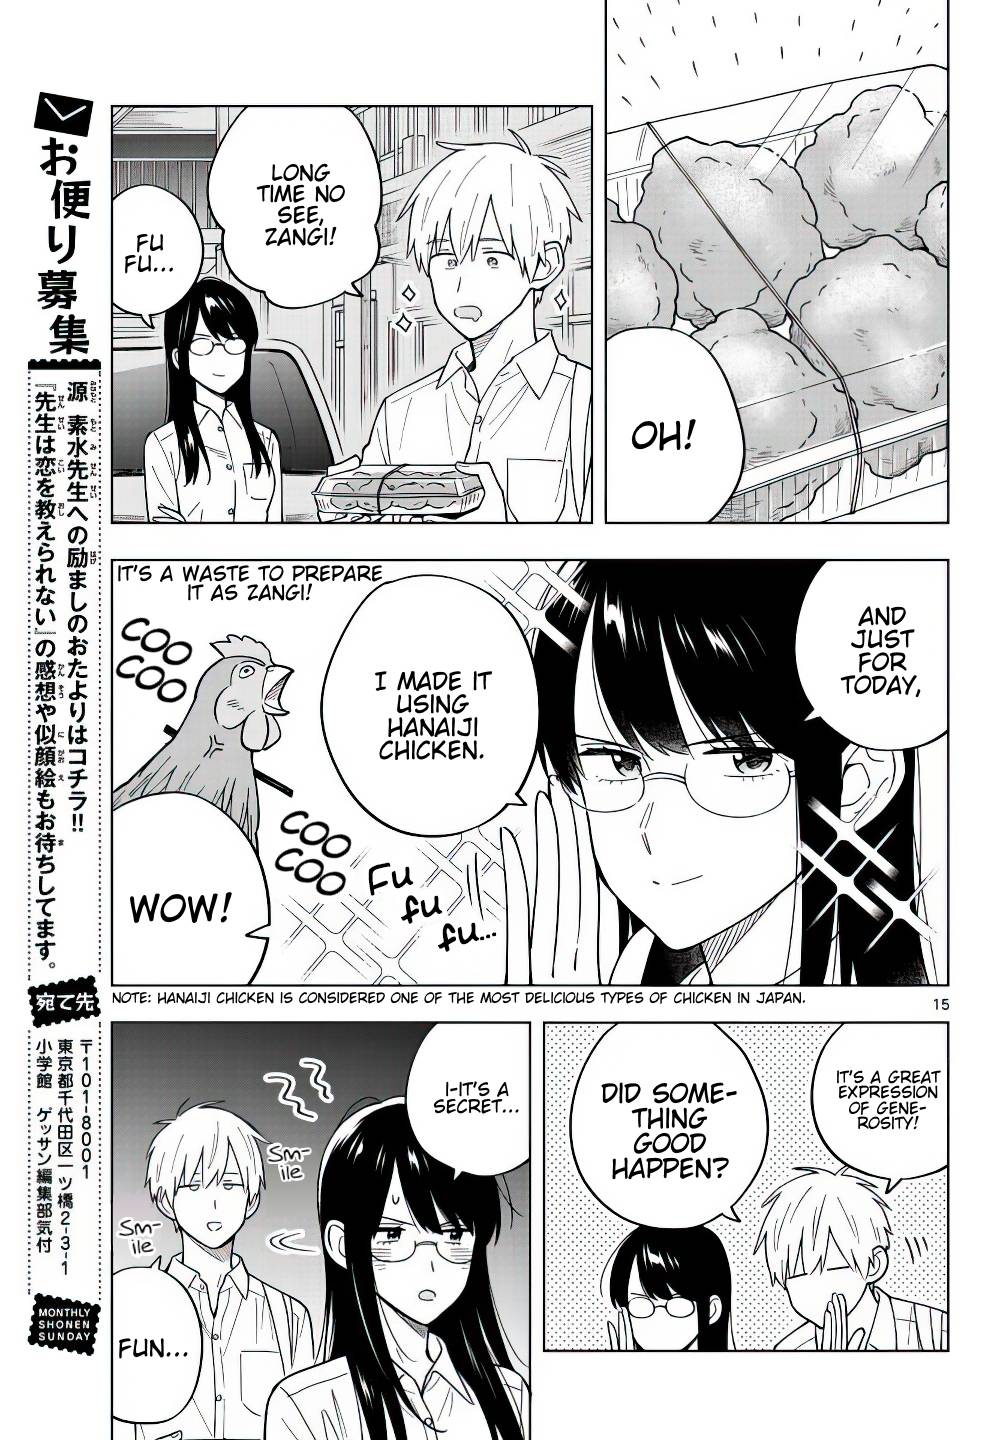 OH!
LONG
TIME NO
SEE,
ZANGI!
FU
FU...
AND
JUST
FOR
TODAY,
I MADE IT
USING
HANAIJI
CHICKEN.
IT'S A WASTE TO PREPARE
IT AS ZANGI!
COO
COO
COO
COO
FU
FU
FU...
WOW!
NOTE: HANAIJI CHICKEN IS CONSIDERED ONE OF THE MOST DELICIOUS TYPES OF CHICKEN IN JAPAN.
15
IT'S A GREAT
EXPRESSION
OF GENE-
ROSITY!
DID SOME-
THING
GOOD
HAPPEN?
I-IT'S A
SECRET...
SM-
ILE
SM-
ILE
FUN...
お便り募集
源素水先生への励ましのおたよりはコチラ!!
『先生は恋を教えられない』の感想や似顔絵もお待ちしてます。
宛て先
〒101-8001
東京都千代田区一ツ橋2-3-1
小学館 ゲッサン編集部気付
MONTHLY
SHONEN
SUNDAY